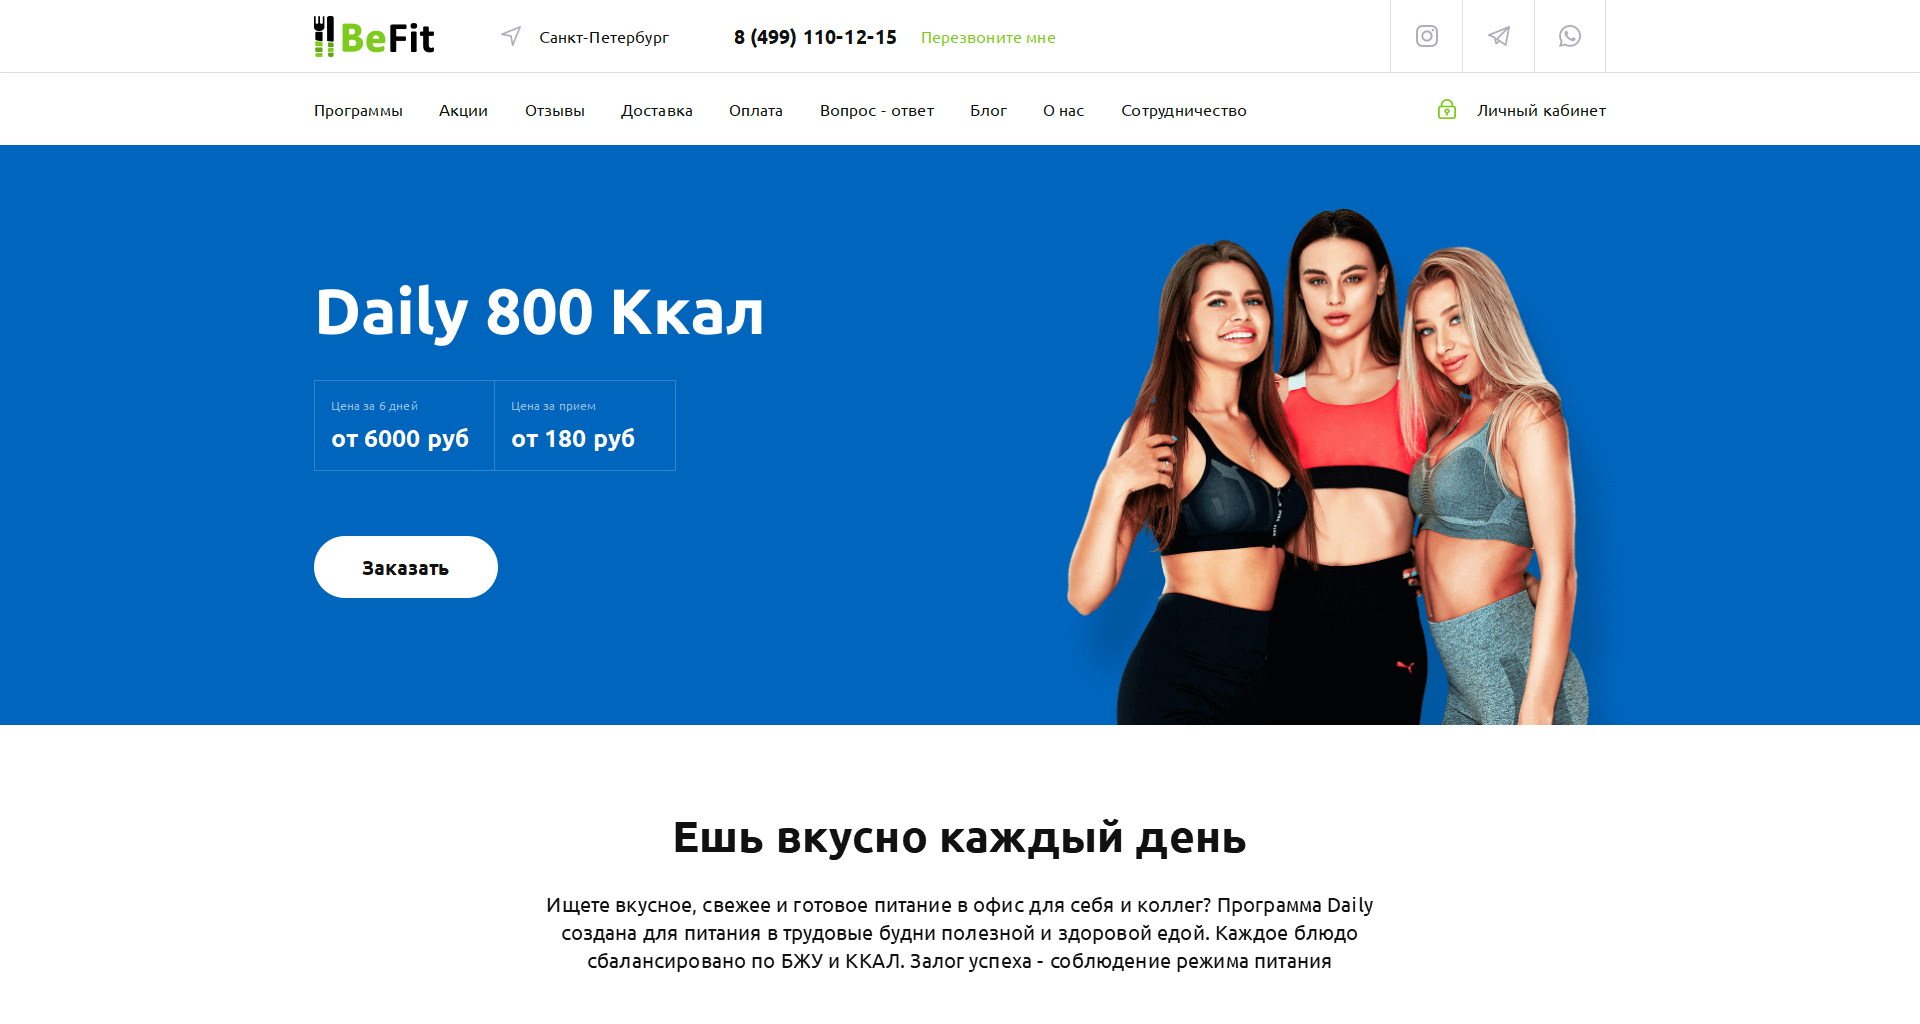 BeFit
Санкт-Петербург
8 (499) 110-12-15
Перезвоните мне
Программы
Акции
Отзывы
Доставка
Оплата
Вопрос - ответ
Блог
О нас
Сотрудничество
Личный кабинет
Daily 800 Ккал
Цена за 6 дней
от 6000 руб
Цена за прием
от 180 руб
Заказать
Ешь вкусно каждый день
Ищете вкусное, свежее и готовое питание в офис для себя и коллег? Программа Daily
создана для питания в трудовые будни полезной и здоровой едой. Каждое блюдо
сбалансировано по БЖУ и ККАЛ. Залог успеха - соблюдение режима питания